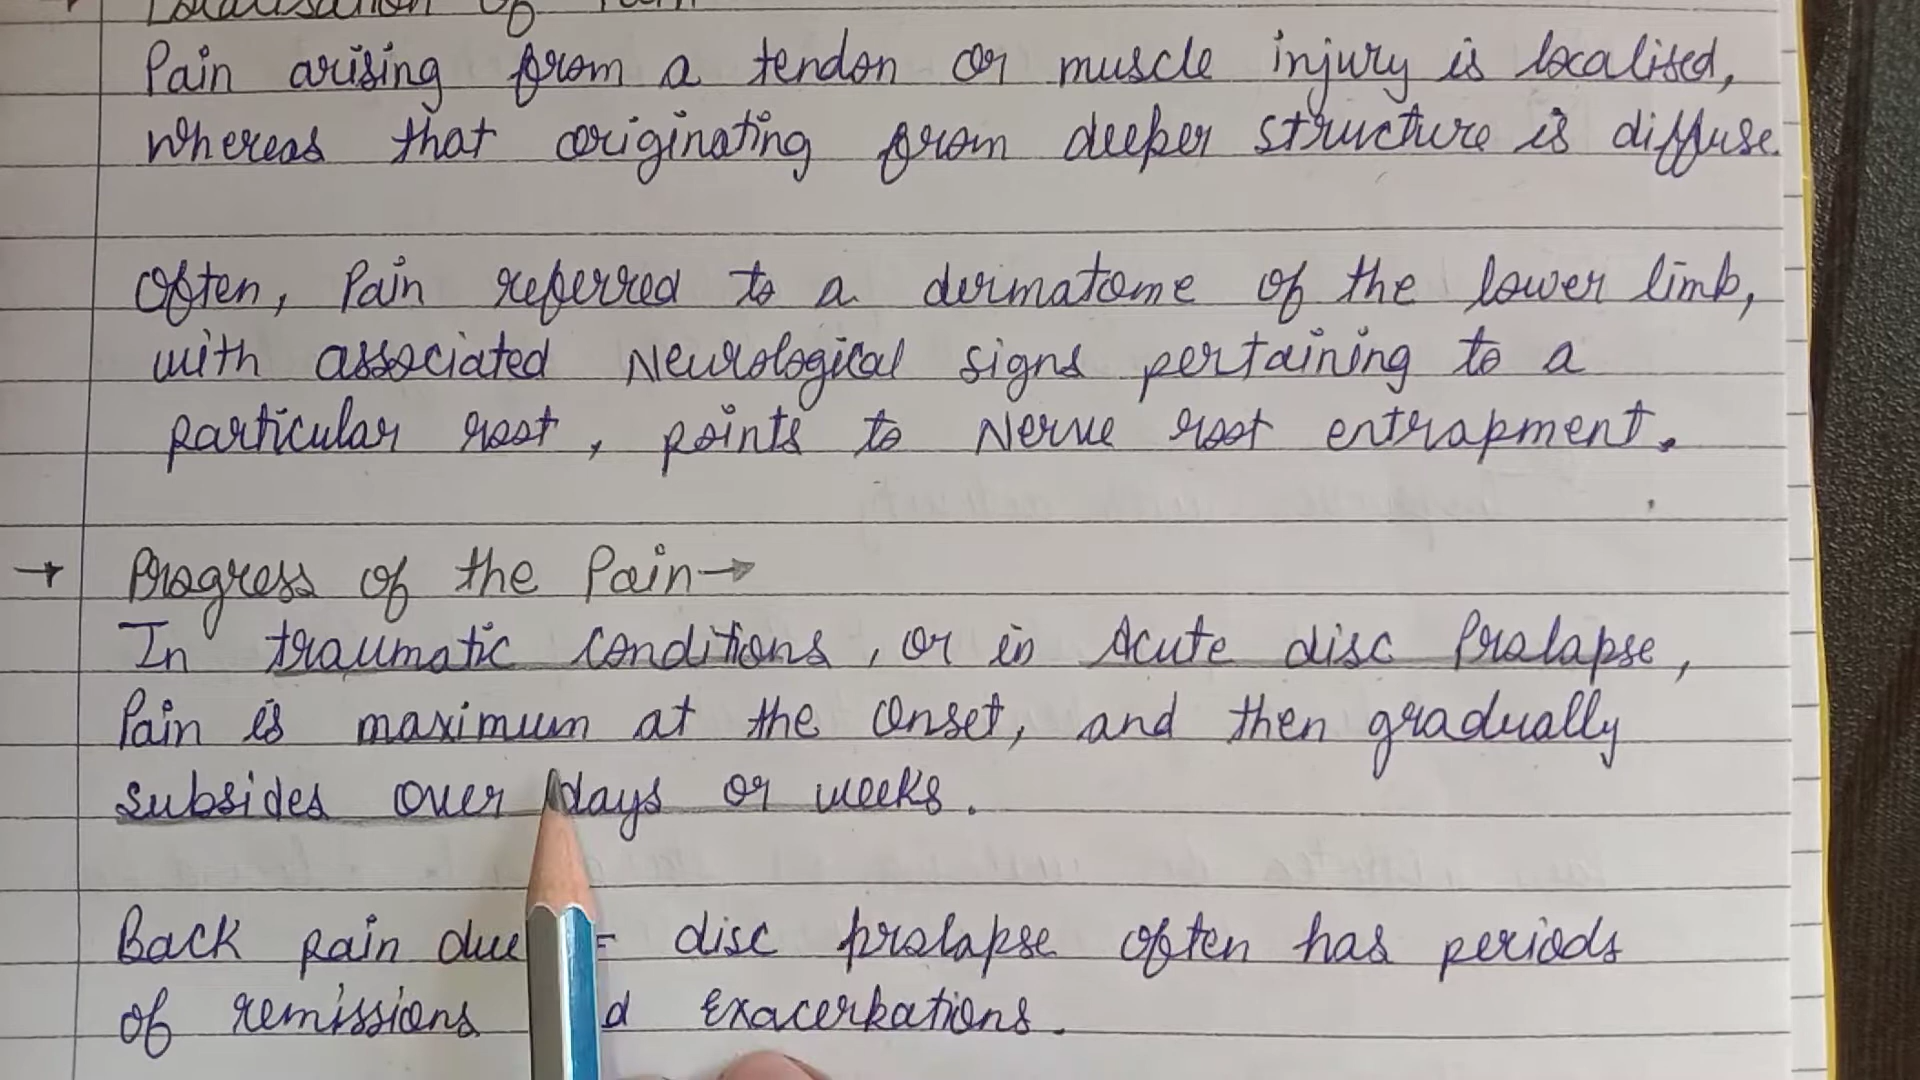 Localisation of Pain
Pain arising from a tendon or muscle injury is localised,
whereas that originating from deeper structure is diffuse.
Often, Pain referred to a dermatome of the lower limb,
with associated Neurological signs pertaining to a
particular root, points to Nerve root entrapment.
→ Progress of the Pain→
In traumatic conditions, or in Acute disc Prolapse,
Pain is maximum at the onset, and then gradually
subsides over days or weeks.
Back pain due disc prolapse often has periods
of remissions d exacerbations.